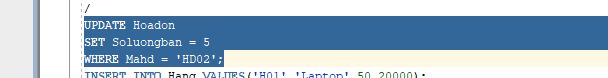 /
UPDATE Hoadon
SET Soluongban = 5
WHERE Mahd = 'HD02';
INSERT INTO Hang VALUES('H01','Laptop',50,20000);